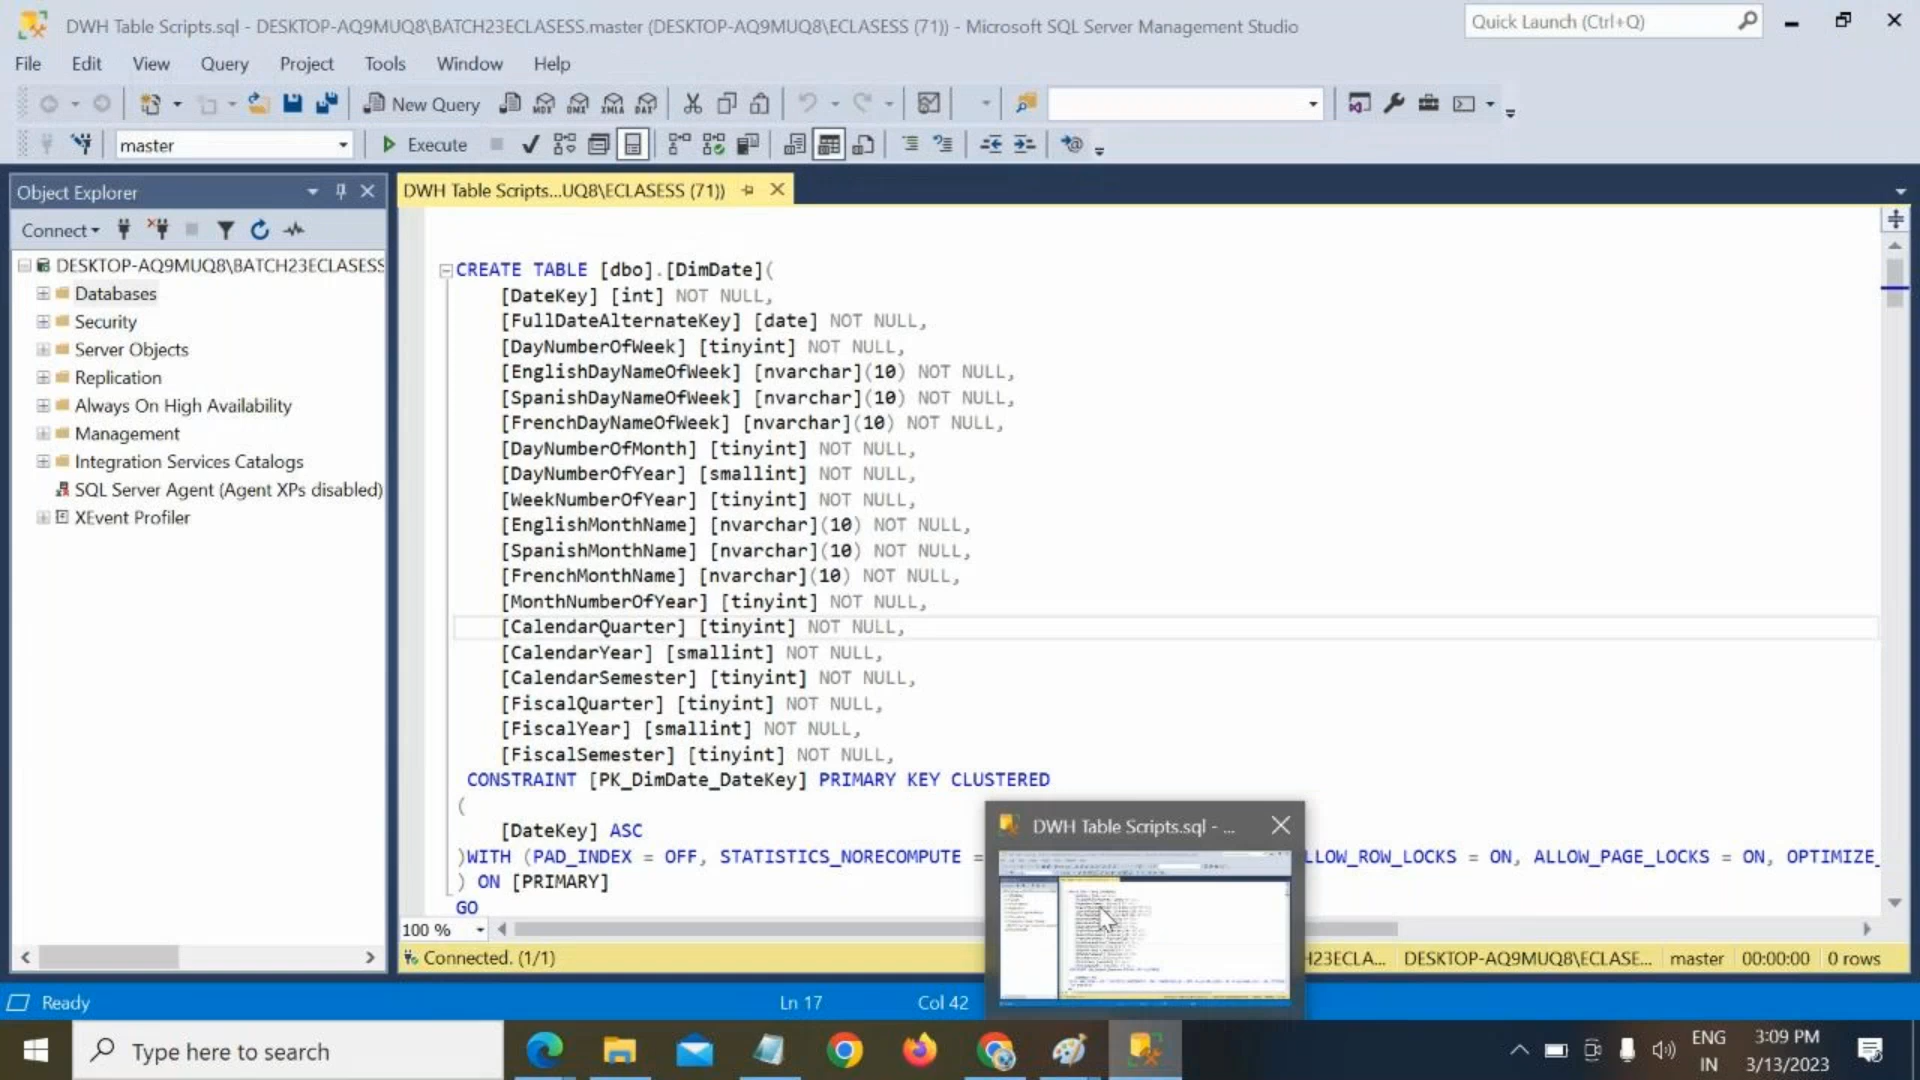 DWH Table Scripts.sql - DESKTOP-AQ9MUQ8\BATCH23ECLASESS.master (DESKTOP-AQ9MUQ8\ECLASESS (71)) - Microsoft SQL Server Management Studio
Quick Launch (Ctrl+Q)
File Edit View Query Project Tools Window Help
New Query
MDX DMX XMLA DAX
master
Execute
Object Explorer
DWH Table Scripts...UQ8\ECLASESS (71))
Connect
DESKTOP-AQ9MUQ8\BATCH23ECLASESS
Databases
Security
Server Objects
Replication
Always On High Availability
Management
Integration Services Catalogs
SQL Server Agent (Agent XPs disabled)
XEvent Profiler
CREATE TABLE [dbo].[DimDate](
[DateKey] [int] NOT NULL,
[FullDateAlternateKey] [date] NOT NULL,
[DayNumberOfWeek] [tinyint] NOT NULL,
[EnglishDayNameOfWeek] [nvarchar](10) NOT NULL,
[SpanishDayNameOfWeek] [nvarchar](10) NOT NULL,
[FrenchDayNameOfWeek] [nvarchar](10) NOT NULL,
[DayNumberOfMonth] [tinyint] NOT NULL,
[DayNumberOfYear] [smallint] NOT NULL,
[WeekNumberOfYear] [tinyint] NOT NULL,
[EnglishMonthName] [nvarchar](10) NOT NULL,
[SpanishMonthName] [nvarchar](10) NOT NULL,
[FrenchMonthName] [nvarchar](10) NOT NULL,
[MonthNumberOfYear] [tinyint] NOT NULL,
[CalendarQuarter] [tinyint] NOT NULL,
[CalendarYear] [smallint] NOT NULL,
[CalendarSemester] [tinyint] NOT NULL,
[FiscalQuarter] [tinyint] NOT NULL,
[FiscalYear] [smallint] NOT NULL,
[FiscalSemester] [tinyint] NOT NULL,
CONSTRAINT [PK_DimDate_DateKey] PRIMARY KEY CLUSTERED
(
[DateKey] ASC
)WITH (PAD_INDEX = OFF, STATISTICS_NORECOMPUTE = LLOW_ROW_LOCKS = ON, ALLOW_PAGE_LOCKS = ON, OPTIMIZE_
) ON [PRIMARY]
GO
DWH Table Scripts.sql - ...
100 %
Connected. (1/1)
H23ECLA... DESKTOP-AQ9MUQ8\ECLASE... master 00:00:00 0 rows
Ready
Ln 17
Col 42
Type here to search
ENG
IN
3:09 PM
3/13/2023